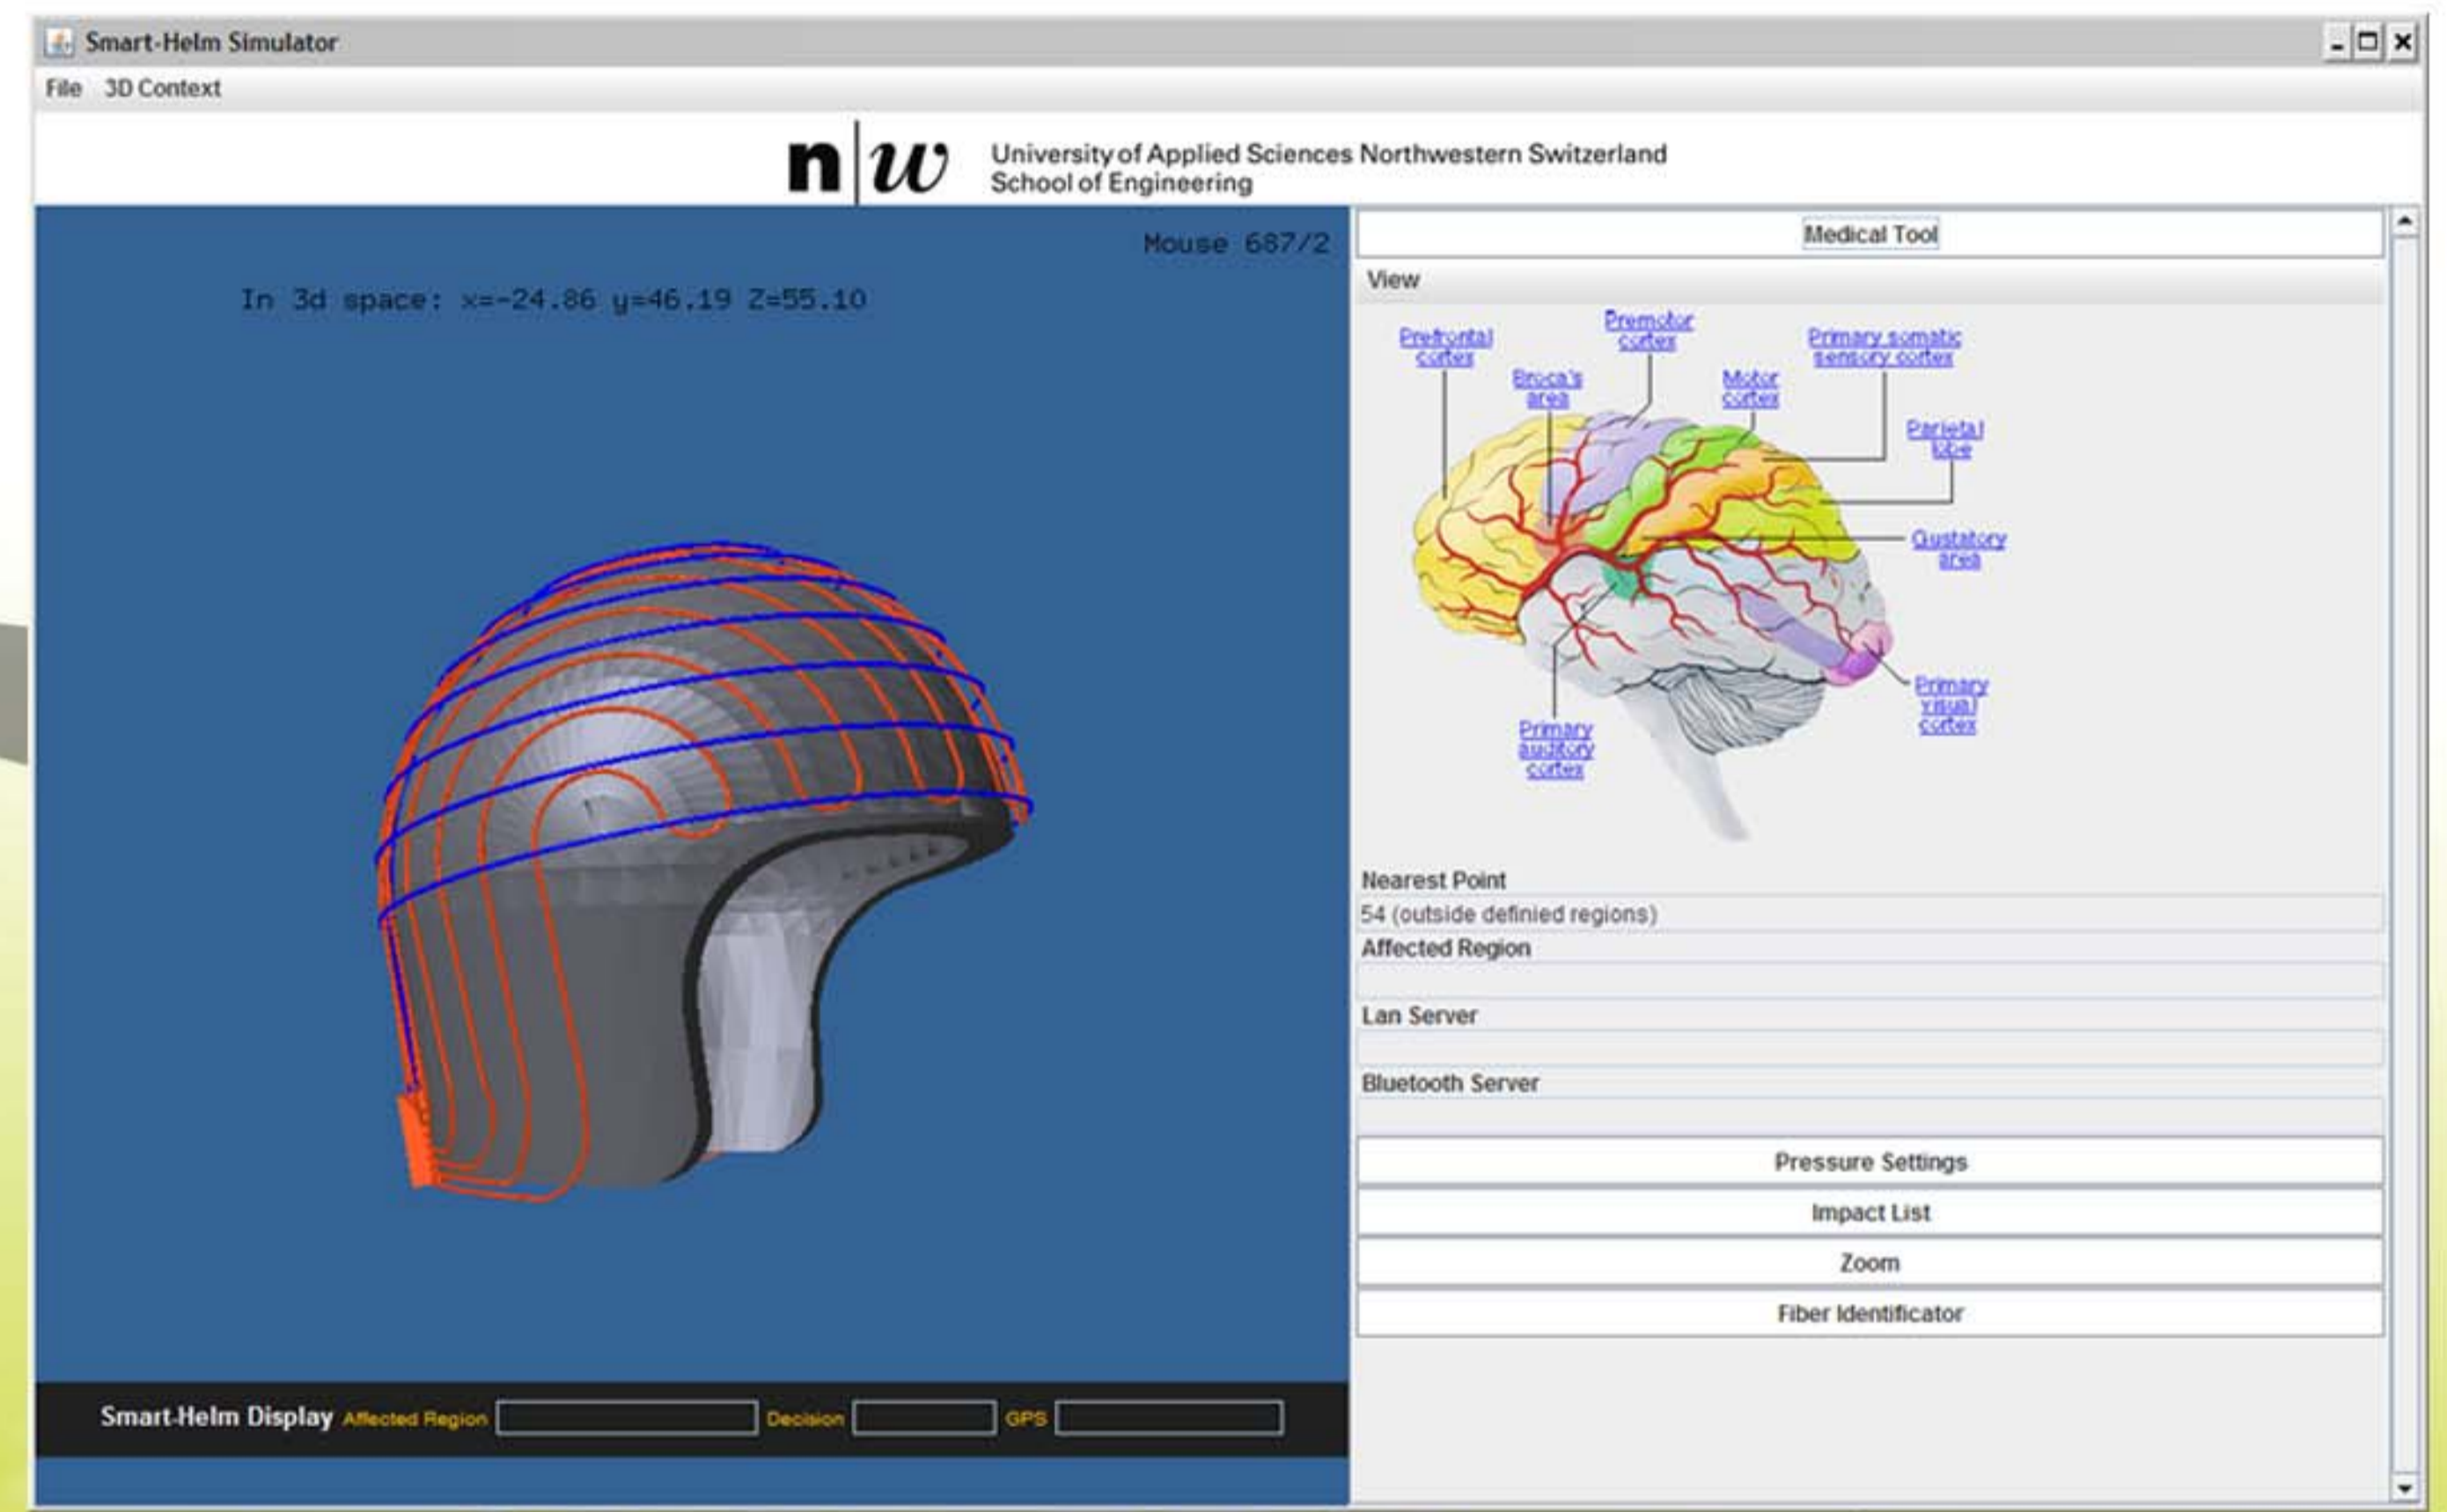 Smart-Helm Simulator
File 3D Context
n|w
University of Applied Sciences Northwestern Switzerland
School of Engineering
Mouse 687/2
In 3d space: x=-24.86 y=46.19 Z=55.10
Medical Tool
View
Prefrontal
cortex
Broca's
area
Premotor
cortex
Motor
cortex
Primary somatic
sensory cortex
Parietal
lobe
Gustatory
area
Primary
visual
cortex
Primary
auditory
cortex
Nearest Point
54 (outside definied regions)
Affected Region
Lan Server
Bluetooth Server
Pressure Settings
Impact List
Zoom
Fiber Identificator
Smart-Helm Display Affected Region Decision GPS